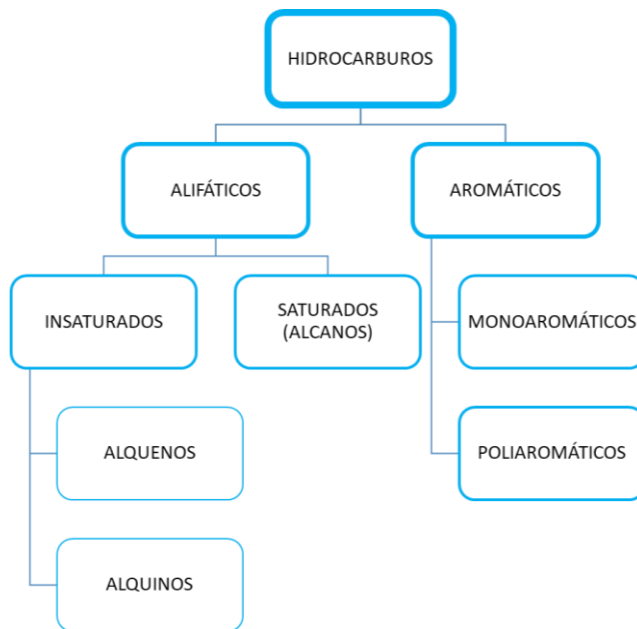 HIDROCARBUROS
ALIFÁTICOS
AROMÁTICOS
INSATURADOS
SATURADOS
(ALCANOS)
MONOAROMÁTICOS
ALQUENOS
POLIAROMÁTICOS
ALQUINOS